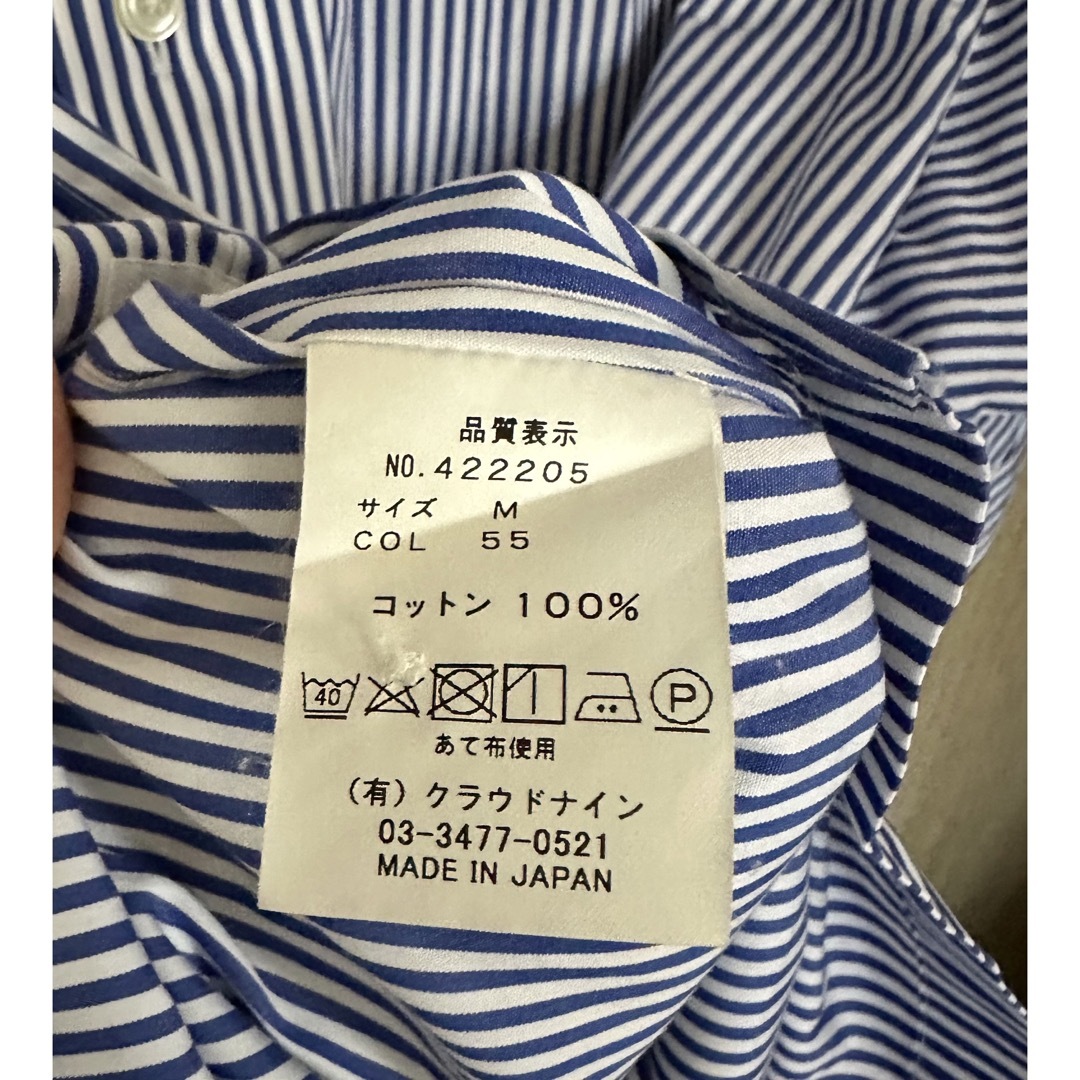 品質表示
NO.422205
サイズ M
COL 55
コットン 100%
40 P
あて布使用
(有)クラウドナイン
03-3477-0521
MADE IN JAPAN